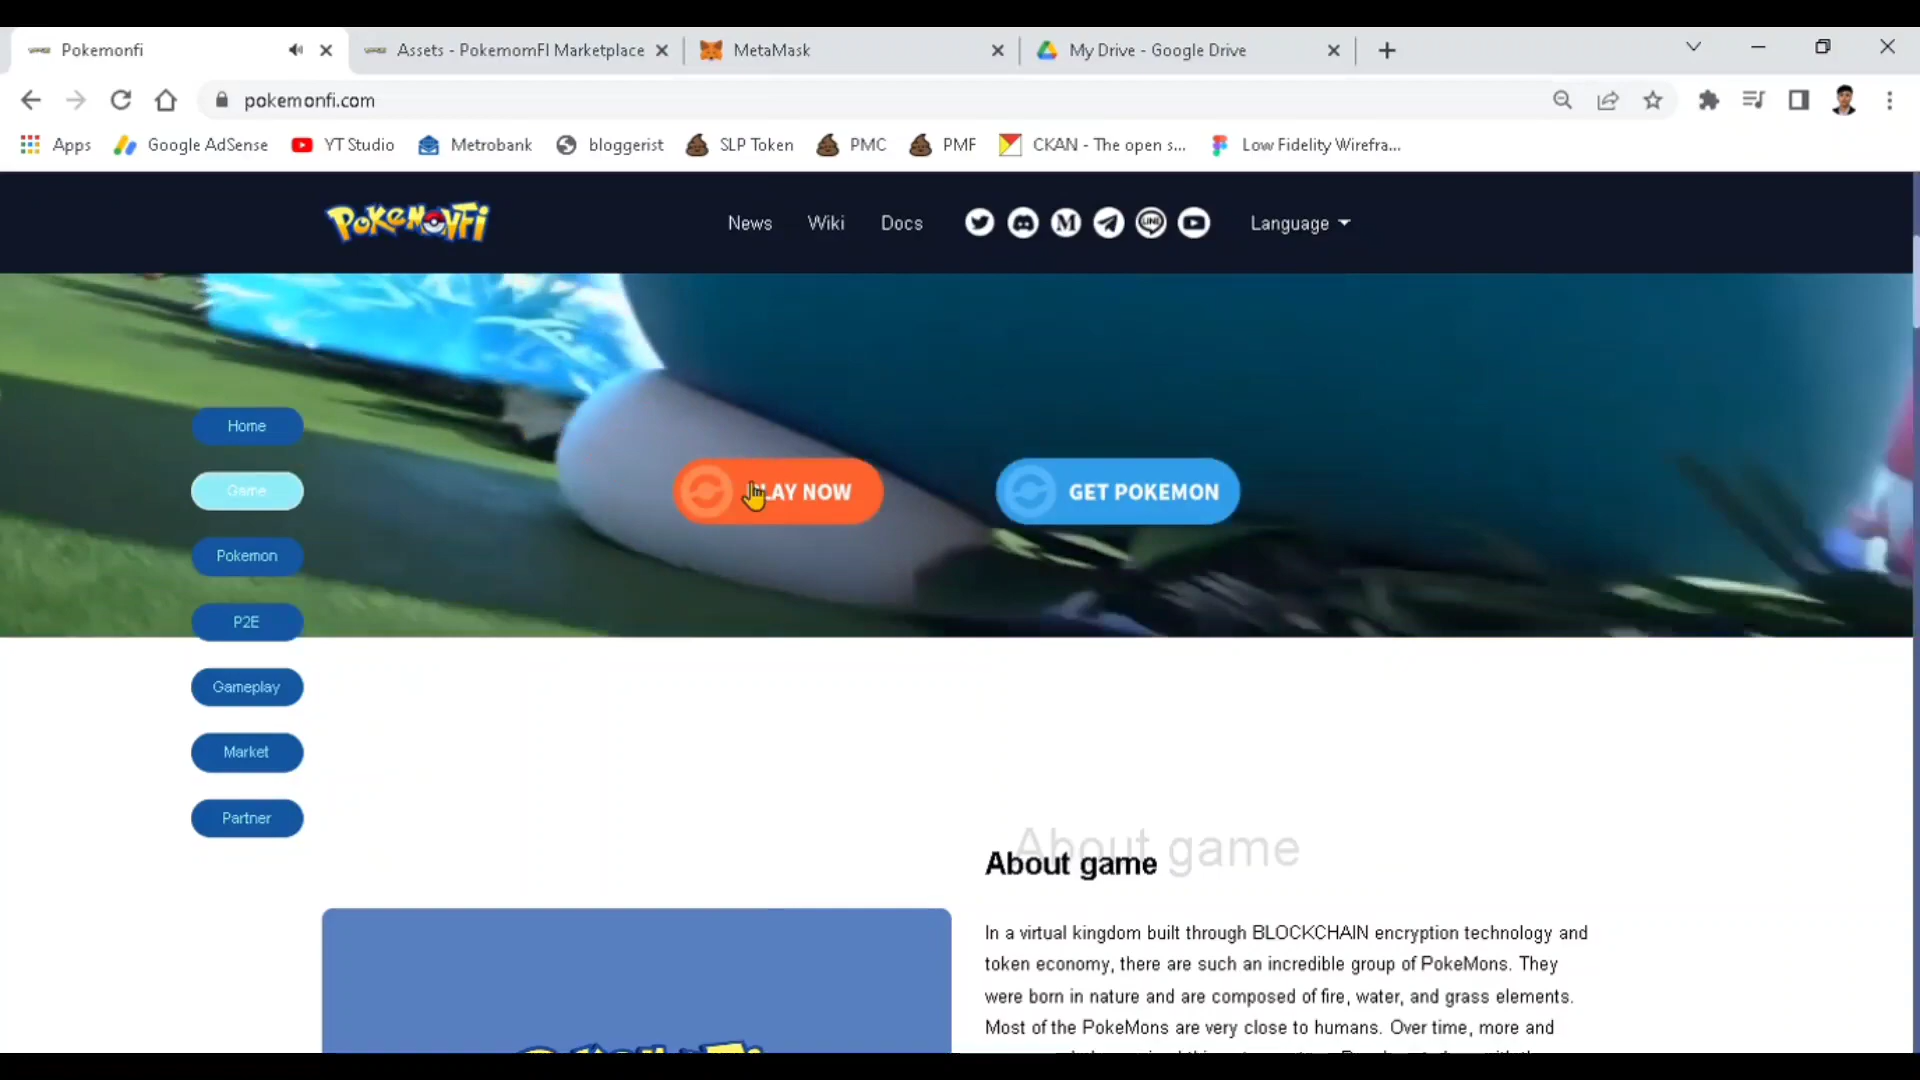 Pokemonfi
Assets - PokemomFI Marketplace
MetaMask
My Drive - Google Drive
pokemonfi.com
Apps
Google AdSense
YT Studio
Metrobank
bloggerist
SLP Token
PMC
PMF
CKAN - The open s...
Low Fidelity Wirefra...
POKEMONFi
News
Wiki
Docs
LINE
Language
Home
Game
Pokemon
P2E
Gameplay
Market
Partner
LAY NOW
GET POKEMON
About game
About game
In a virtual kingdom built through BLOCKCHAIN encryption technology and
token economy, there are such an incredible group of PokeMons. They
were born in nature and are composed of fire, water, and grass elements.
Most of the PokeMons are very close to humans. Over time, more and